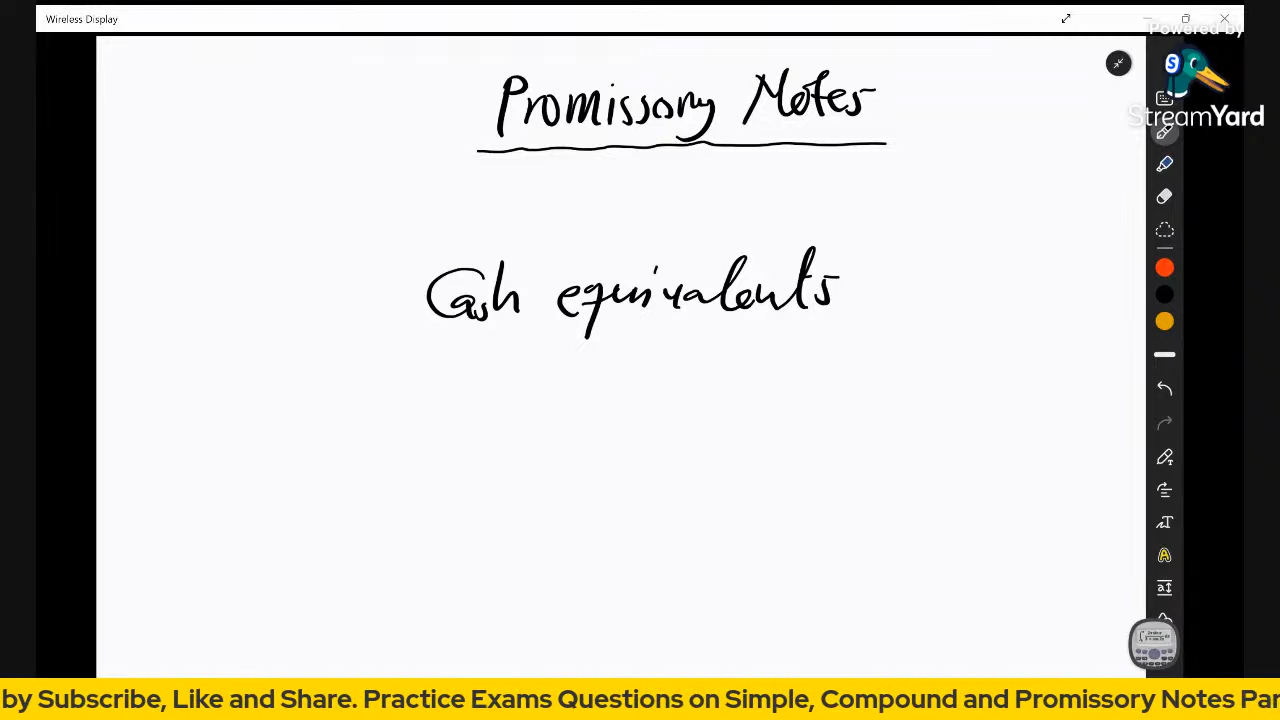 Wireless Display
Powered by
StreamYard
Promissory Notes
Cash equivalents
by Subscribe, Like and Share. Practice Exams Questions on Simple, Compound and Promissory Notes Par